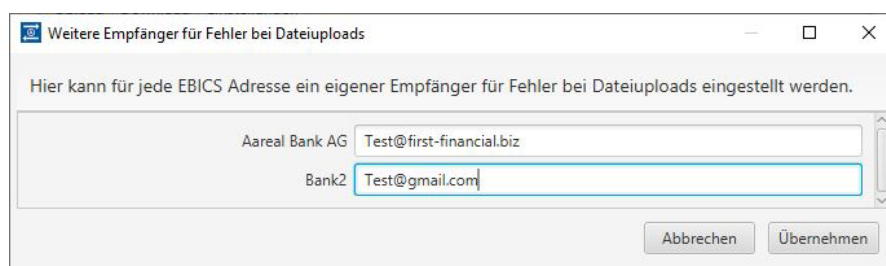 Weitere Empfänger für Fehler bei Dateiuploads
Hier kann für jede EBICS Adresse ein eigener Empfänger für Fehler bei Dateiuploads eingestellt werden.
Aareal Bank AG Test@first-financial.biz
Bank2 Test@gmail.com
Abbrechen Übernehmen